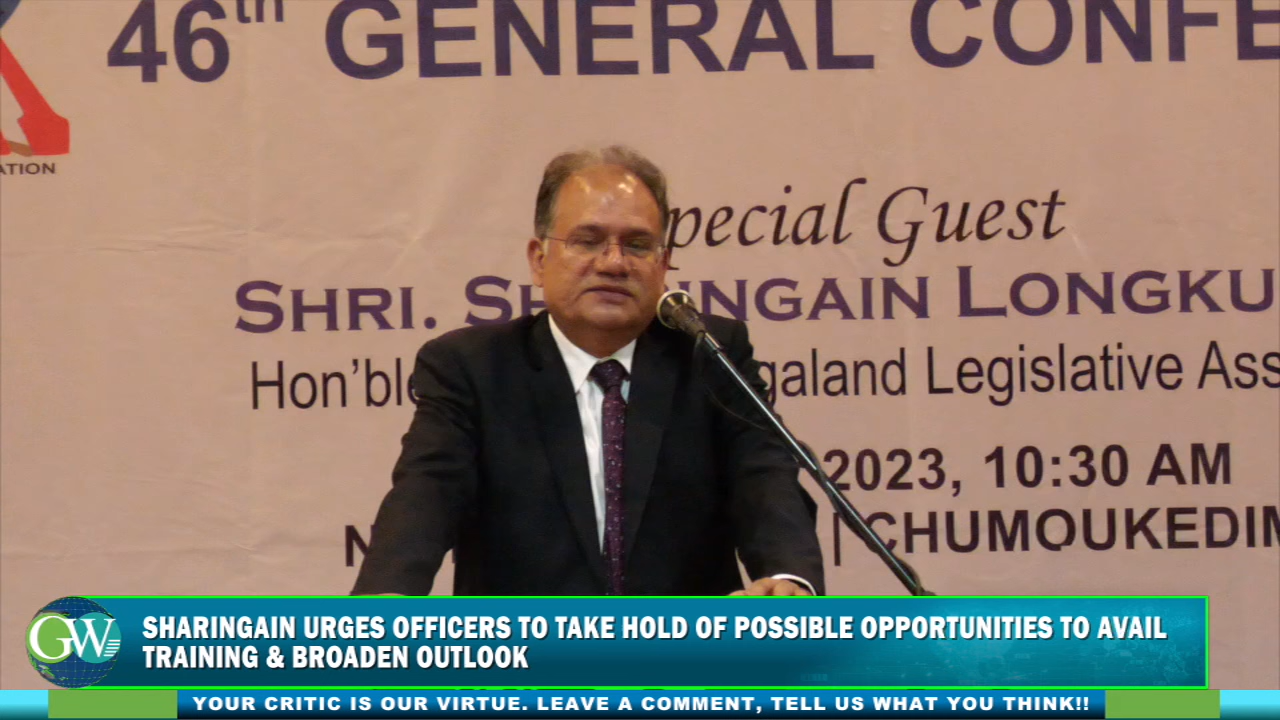 46th GENERAL CONFE
ATION
pecial Guest
SHRI. SH INGAIN LONGKU
Hon'ble galand Legislative Ass
2023, 10:30 AM
N | CHUMOUKEDIM
GW
SHARINGAIN URGES OFFICERS TO TAKE HOLD OF POSSIBLE OPPORTUNITIES TO AVAIL
TRAINING & BROADEN OUTLOOK
YOUR CRITIC IS OUR VIRTUE. LEAVE A COMMENT, TELL US WHAT YOU THINK!!